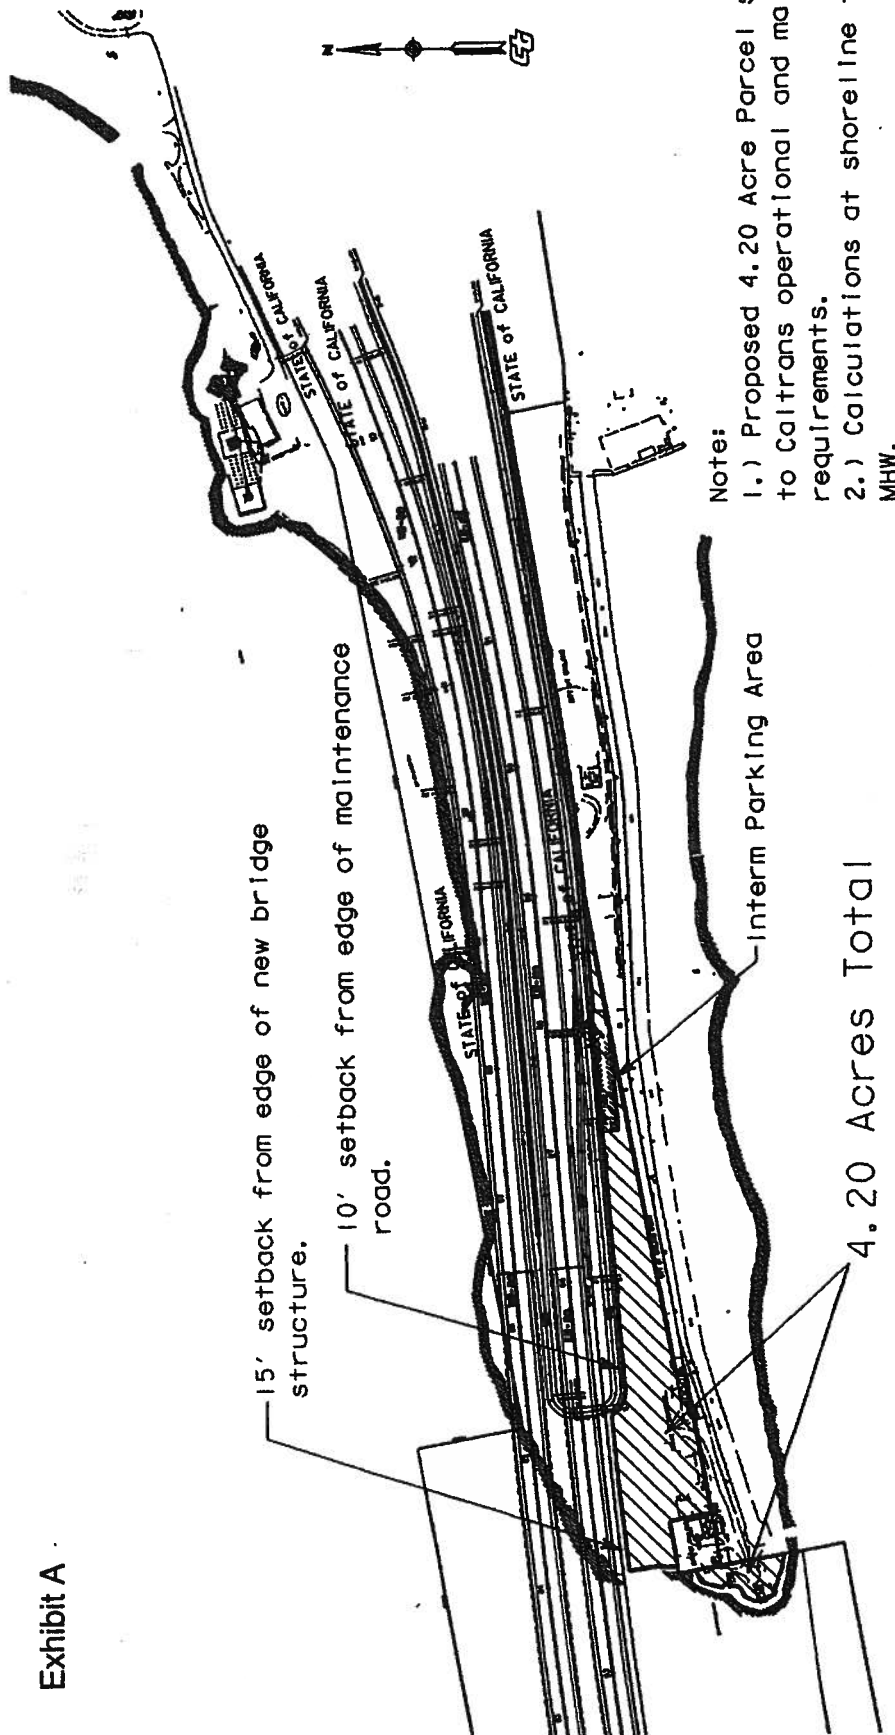 Exhibit A
15' setback from edge of new bridge
structure.
10' setback from edge of maintenance
road.
N
ct
STATE of CALIFORNIA
STATE of CALIFORNIA
STATE of CALIFORNIA
STATE of CALIFORNIA
STATE of CALIFORNIA
of CALIFORNIA
Interm Parking Area
4.20 Acres Total
Note:
1.) Proposed 4.20 Acre Parcel
to Caltrans operational and
requirements.
2.) Calculations at shoreline
MHW.